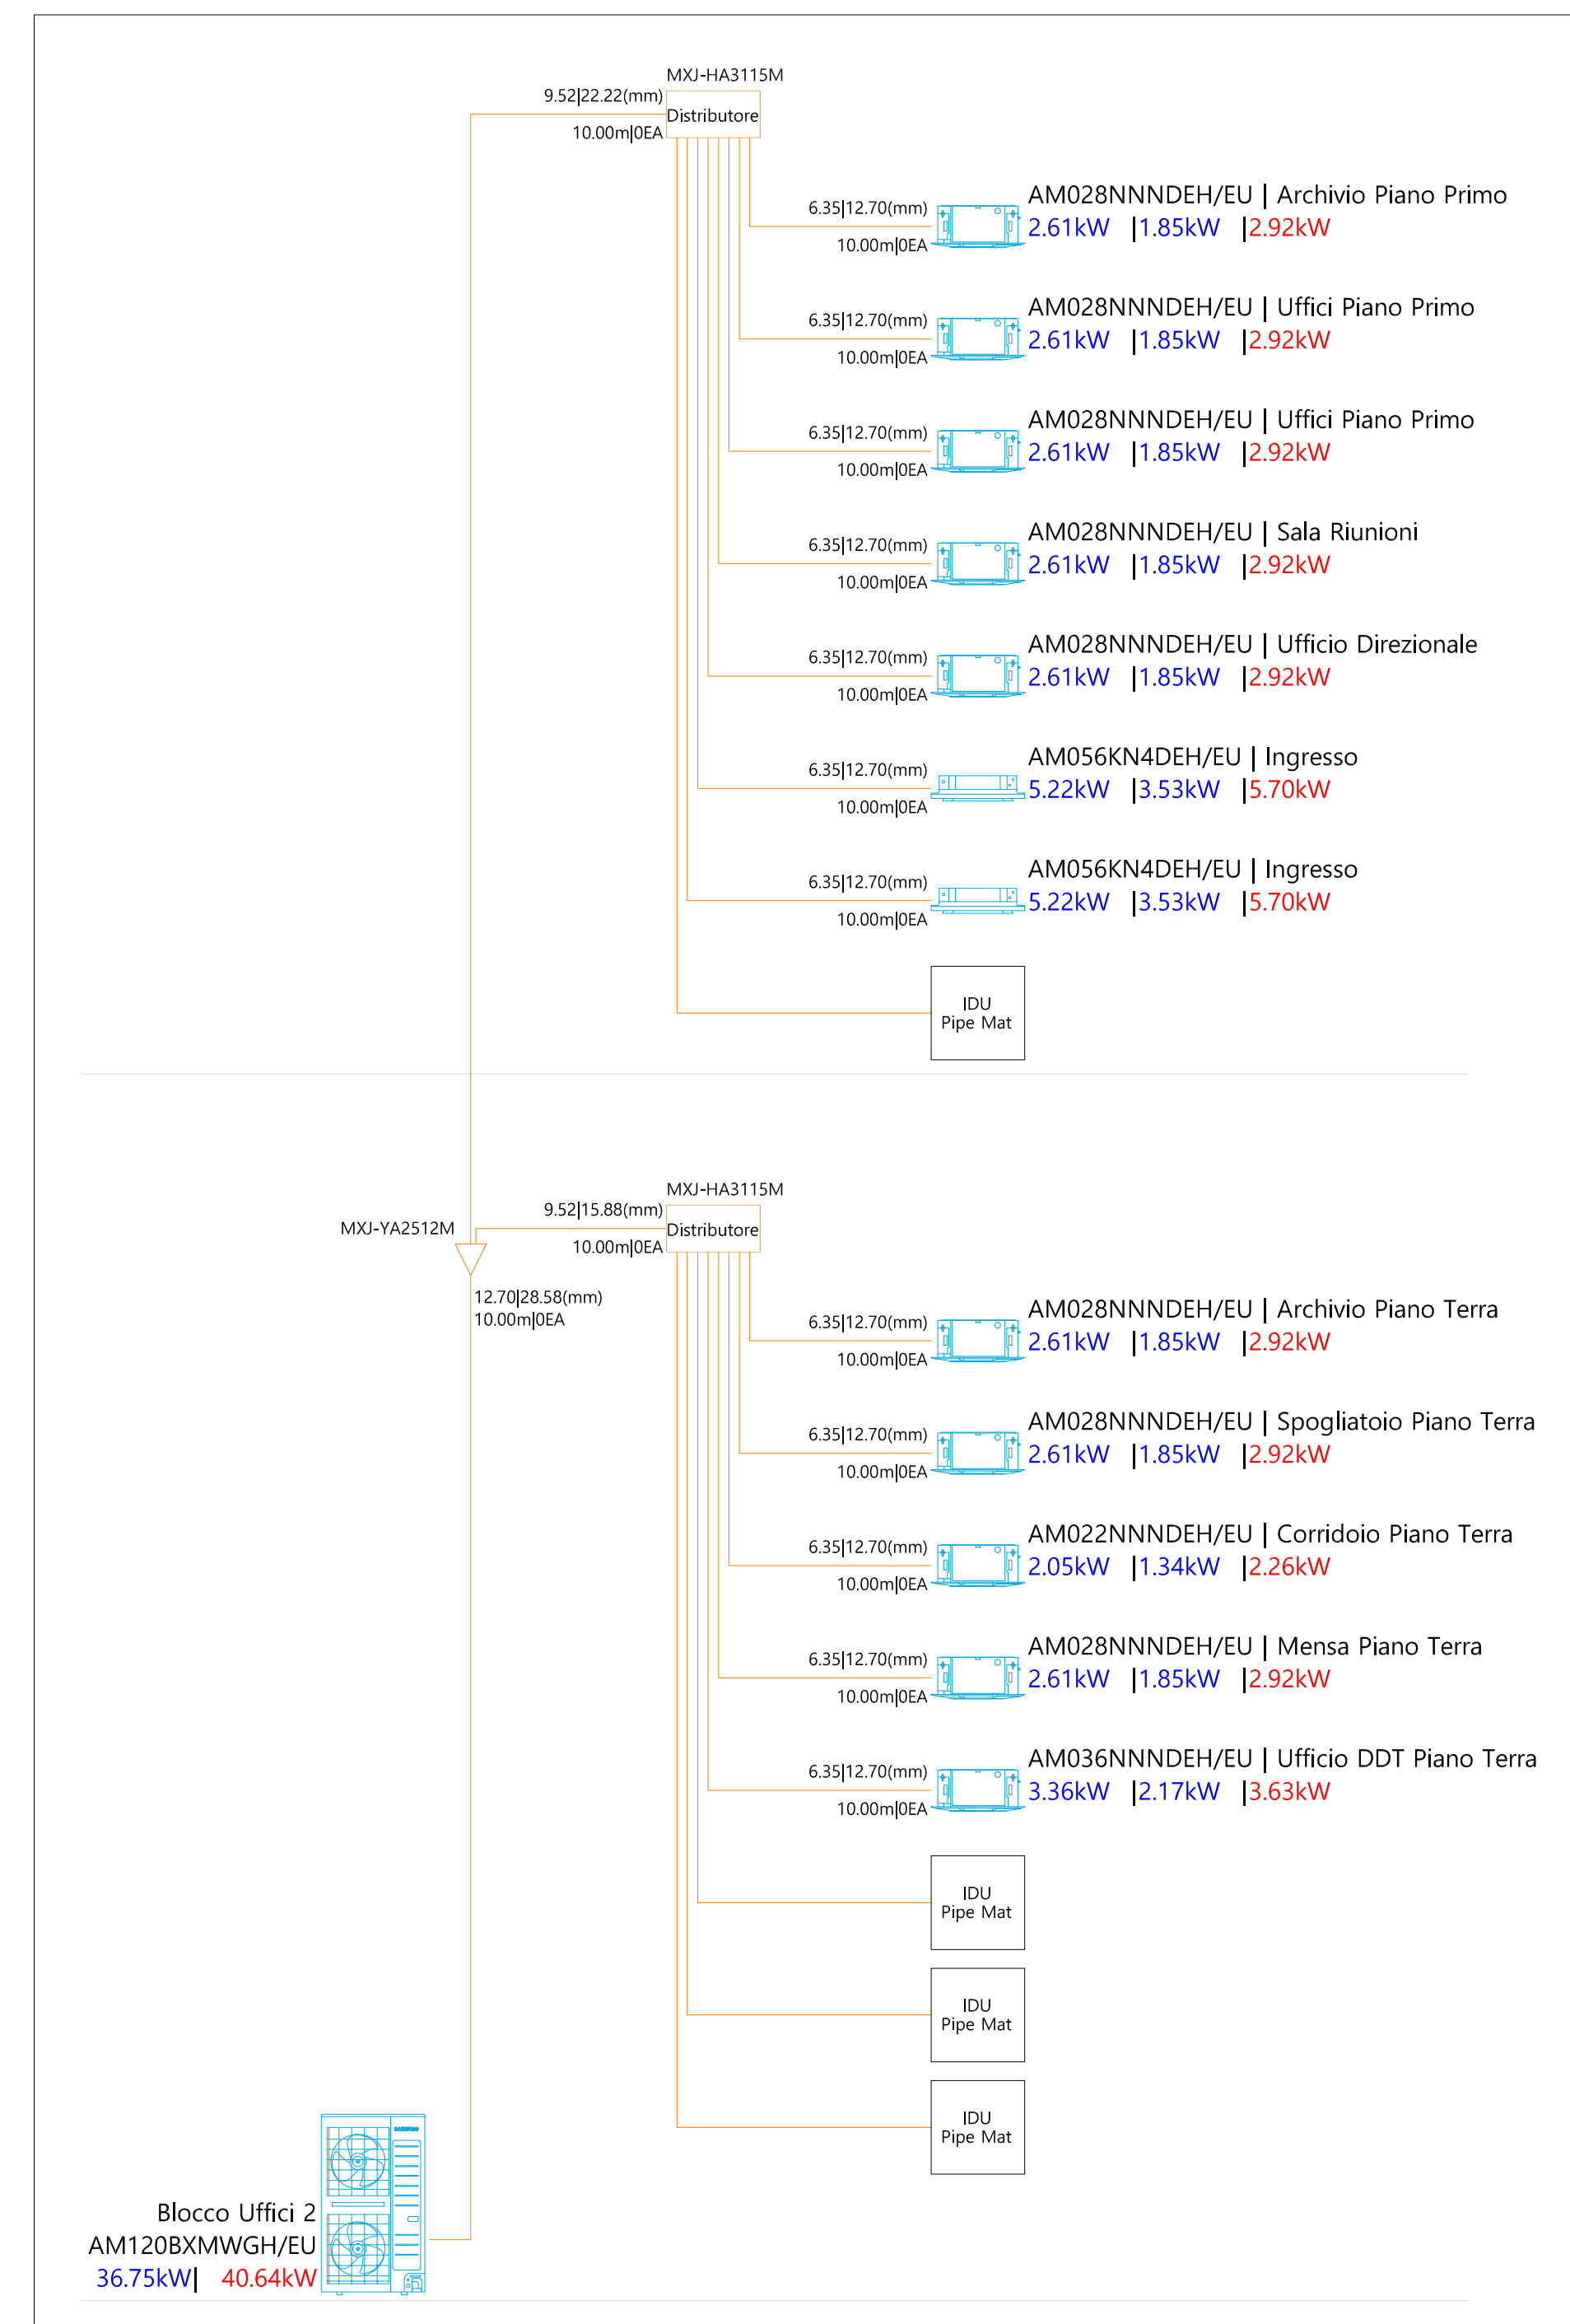 MXJ-HA3115M
9.52|22.22(mm)
Distributore
10.00m|0EA
AM028NNNDEH/EU | Archivio Piano Primo
6.35|12.70(mm)
2.61kW |1.85kW |2.92kW
10.00m|0EA
AM028NNNDEH/EU | Uffici Piano Primo
6.35|12.70(mm)
2.61kW |1.85kW |2.92kW
10.00m|0EA
AM028NNNDEH/EU | Uffici Piano Primo
6.35|12.70(mm)
2.61kW |1.85kW |2.92kW
10.00m|0EA
AM028NNNDEH/EU | Sala Riunioni
6.35|12.70(mm)
2.61kW |1.85kW |2.92kW
10.00m|0EA
AM028NNNDEH/EU | Ufficio Direzionale
6.35|12.70(mm)
2.61kW |1.85kW |2.92kW
10.00m|0EA
AM056KN4DEH/EU | Ingresso
6.35|12.70(mm)
5.22kW |3.53kW |5.70kW
10.00m|0EA
AM056KN4DEH/EU | Ingresso
6.35|12.70(mm)
5.22kW |3.53kW |5.70kW
10.00m|0EA
IDU
Pipe Mat
MXJ-HA3115M
9.52|15.88(mm)
MXJ-YA2512M
Distributore
10.00m|0EA
12.70|28.58(mm)
10.00m|0EA
AM028NNNDEH/EU | Archivio Piano Terra
6.35|12.70(mm)
2.61kW |1.85kW |2.92kW
10.00m|0EA
AM028NNNDEH/EU | Spogliatoio Piano Terra
6.35|12.70(mm)
2.61kW |1.85kW |2.92kW
10.00m|0EA
AM022NNNDEH/EU | Corridoio Piano Terra
6.35|12.70(mm)
2.05kW |1.34kW |2.26kW
10.00m|0EA
AM028NNNDEH/EU | Mensa Piano Terra
6.35|12.70(mm)
2.61kW |1.85kW |2.92kW
10.00m|0EA
AM036NNNDEH/EU | Ufficio DDT Piano Terra
6.35|12.70(mm)
3.36kW |2.17kW |3.63kW
10.00m|0EA
IDU
Pipe Mat
IDU
Pipe Mat
IDU
Pipe Mat
SAMSUNG
Blocco Uffici 2
AM120BXMWGH/EU
36.75kW| 40.64kW